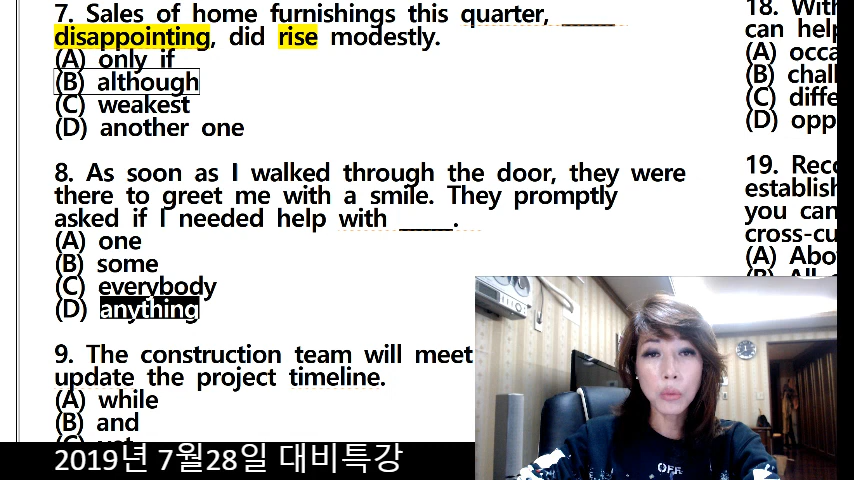 7. Sales of home furnishings this quarter, _____
disappointing, did rise modestly.
(A) only if
(B) although
(C) weakest
(D) another one
8. As soon as I walked through the door, they were
there to greet me with a smile. They promptly
asked if I needed help with _____.
(A) one
(B) some
(C) everybody
(D) anything
9. The construction team will meet
update the project timeline.
(A) while
(B) and
2019년 7월28일 대비특강
18. With
can help
(A) occa
(B) chall
(C) diffe
(D) opp
19. Reco
establish
you can
cross-cu
(A) Abo
OFF